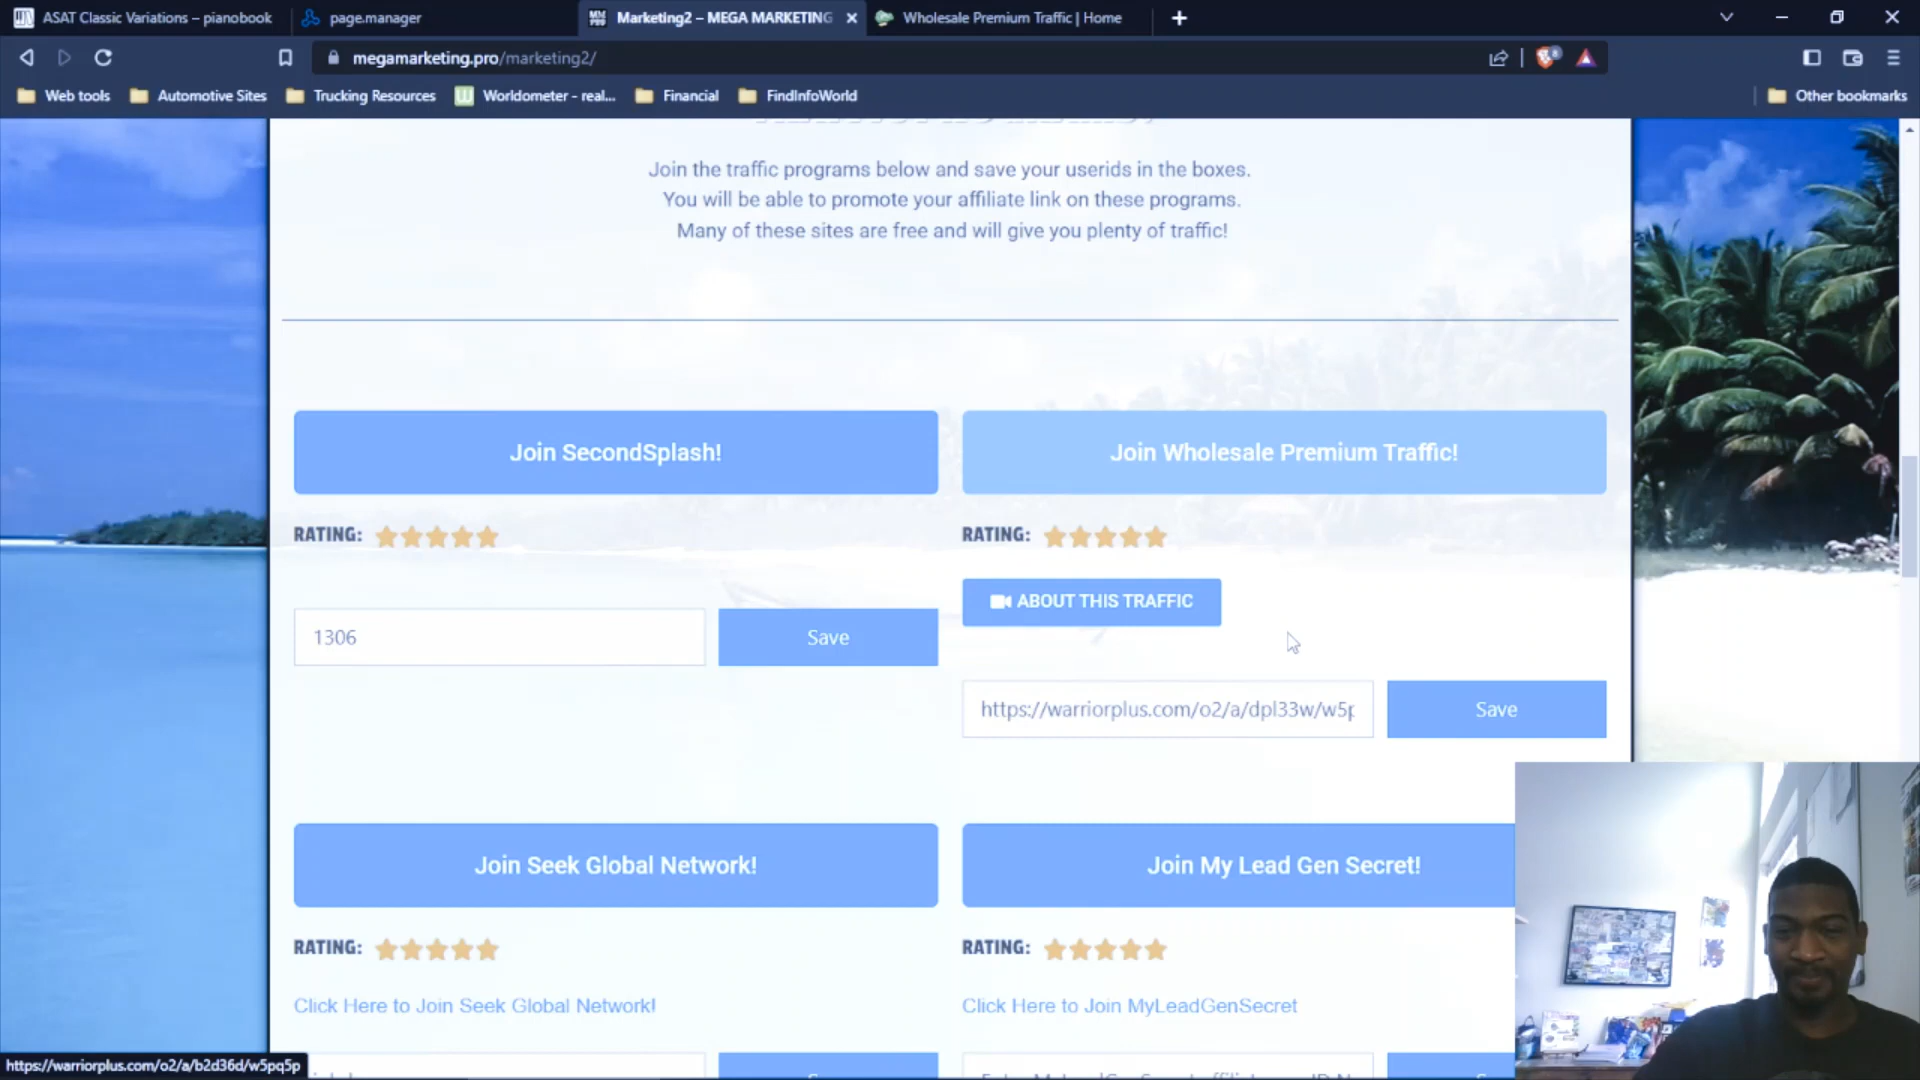 ASAT Classic Variations – pianobook
page.manager
Marketing2 – MEGA MARKETING
Wholesale Premium Traffic | Home
megamarketing.pro/marketing2/
Web tools
Automotive Sites
Trucking Resources
Worldometer - real...
Financial
FindInfoWorld
Other bookmarks
Join the traffic programs below and save your userids in the boxes.
You will be able to promote your affiliate link on these programs.
Many of these sites are free and will give you plenty of traffic!
Join SecondSplash!
Join Wholesale Premium Traffic!
RATING:
RATING:
ABOUT THIS TRAFFIC
1306
Save
https://warriorplus.com/o2/a/dpl33w/w5p
Save
Join Seek Global Network!
Join My Lead Gen Secret!
RATING:
RATING:
Click Here to Join Seek Global Network!
Click Here to Join MyLeadGenSecret
https://warriorplus.com/o2/a/b2d36d/w5pq5p